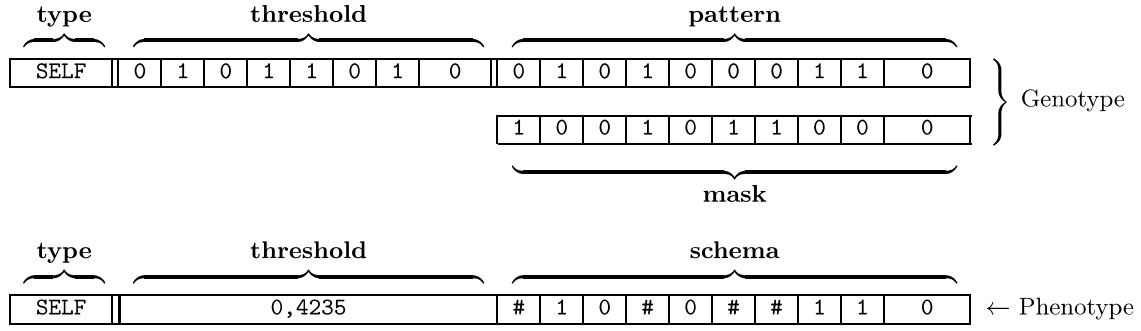 type threshold pattern
SELF 0 1 0 1 1 0 1 0 0 1 0 1 0 0 0 1 1 0
Genotype
1 0 0 1 0 1 1 0 0 0
mask
type threshold schema
SELF 0,4235 # 1 0 # 0 # # 1 1 0 ← Phenotype